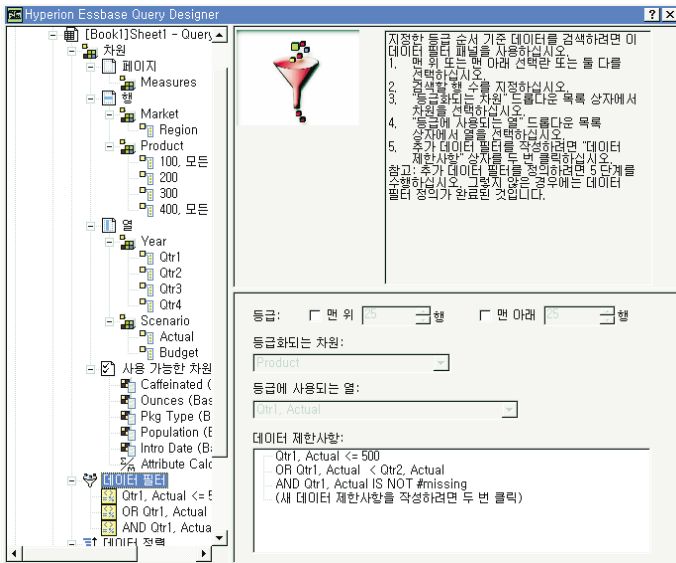 Hyperion Essbase Query Designer
[Book1]Sheet1 - Query
차원
페이지
Measures
행
Market
Region
Product
100, 모든
200
300
400, 모든
열
Year
Qtr1
Qtr2
Qtr3
Qtr4
Scenario
Actual
Budget
사용 가능한 차원
Caffeinated (
Ounces (Bas
Pkg Type (B
Population (B
Intro Date (Ba
Attribute Calc
데이터 필터
Qtr1, Actual <= 5
OR Qtr1, Actual
AND Qtr1, Actua
데이터 정렬
지정한 등급 순서 기준 데이터를 검색하려면 이
데이터 필터 패널을 사용하십시오.
1. 맨 위 또는 맨 아래 선택란 또는 둘 다를
선택하십시오.
2. 검색할 행 수를 지정하십시오.
3. "등급화되는 차원" 드롭다운 목록 상자에서
차원을 선택하십시오.
4. "등급에 사용되는 열" 드롭다운 목록
상자에서 열을 선택하십시오.
5. 추가 데이터 필터를 작성하려면 "데이터
제한사항" 상자를 두 번 클릭하십시오.
참고: 추가 데이터 필터를 정의하려면 5 단계를
수행하십시오. 그렇지 않은 경우에는 데이터
필터 정의가 완료된 것입니다.
등급: 맨 위 25 행 맨 아래 25 행
등급화되는 차원:
Product
등급에 사용되는 열:
Qtr1, Actual
데이터 제한사항:
Qtr1, Actual <= 500
OR Qtr1, Actual < Qtr2, Actual
AND Qtr1, Actual IS NOT #missing
(새 데이터 제한사항을 작성하려면 두 번 클릭)